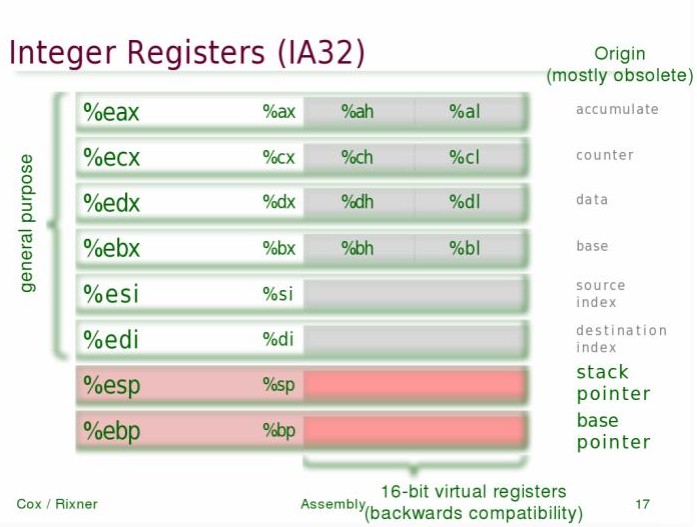 Integer Registers (IA32)
Origin
(mostly obsolete)
general purpose
%eax %ax %ah %al accumulate
%ecx %cx %ch %cl counter
%edx %dx %dh %dl data
%ebx %bx %bh %bl base
%esi %si source
index
%edi %di destination
index
%esp %sp stack
pointer
%ebp %bp base
pointer
16-bit virtual registers
(backwards compatibility)
Cox / Rixner Assembly 17